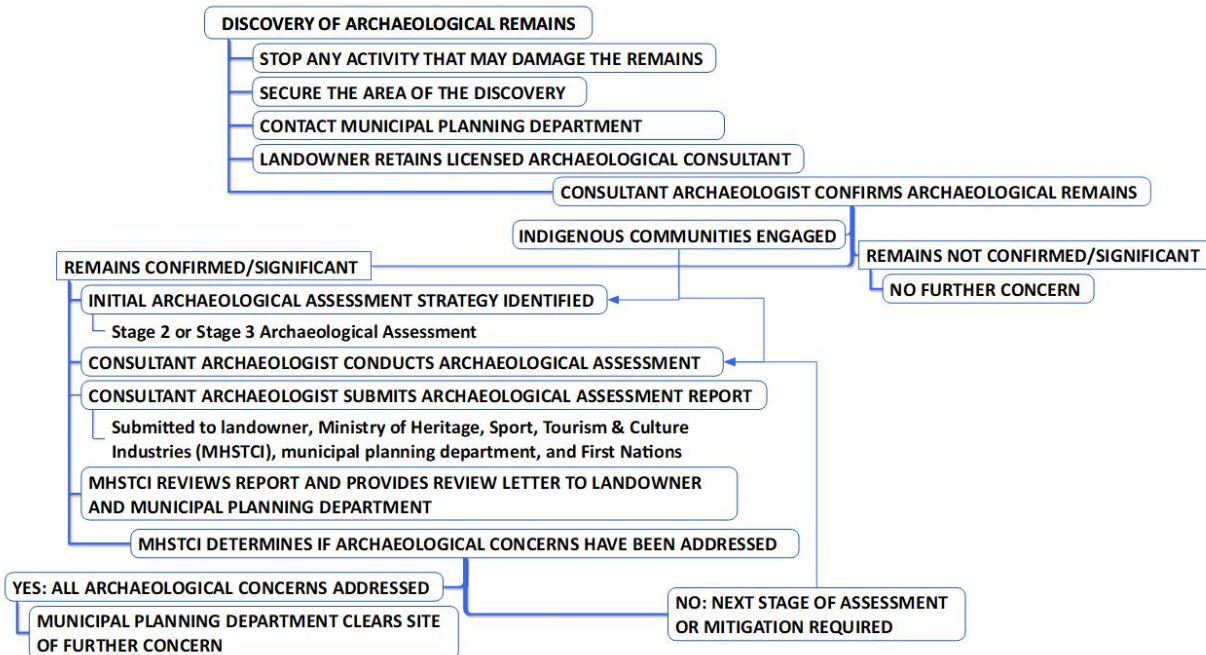 DISCOVERY OF ARCHAEOLOGICAL REMAINS
STOP ANY ACTIVITY THAT MAY DAMAGE THE REMAINS
SECURE THE AREA OF THE DISCOVERY
CONTACT MUNICIPAL PLANNING DEPARTMENT
LANDOWNER RETAINS LICENSED ARCHAEOLOGICAL CONSULTANT
CONSULTANT ARCHAEOLOGIST CONFIRMS ARCHAEOLOGICAL REMAINS
INDIGENOUS COMMUNITIES ENGAGED
REMAINS NOT CONFIRMED/SIGNIFICANT
NO FURTHER CONCERN
REMAINS CONFIRMED/SIGNIFICANT
INITIAL ARCHAEOLOGICAL ASSESSMENT STRATEGY IDENTIFIED
Stage 2 or Stage 3 Archaeological Assessment
CONSULTANT ARCHAEOLOGIST CONDUCTS ARCHAEOLOGICAL ASSESSMENT
CONSULTANT ARCHAEOLOGIST SUBMITS ARCHAEOLOGICAL ASSESSMENT REPORT
Submitted to landowner, Ministry of Heritage, Sport, Tourism & Culture
Industries (MHSTCI), municipal planning department, and First Nations
MHSTCI REVIEWS REPORT AND PROVIDES REVIEW LETTER TO LANDOWNER
AND MUNICIPAL PLANNING DEPARTMENT
MHSTCI DETERMINES IF ARCHAEOLOGICAL CONCERNS HAVE BEEN ADDRESSED
YES: ALL ARCHAEOLOGICAL CONCERNS ADDRESSED
MUNICIPAL PLANNING DEPARTMENT CLEARS SITE
OF FURTHER CONCERN
NO: NEXT STAGE OF ASSESSMENT
OR MITIGATION REQUIRED